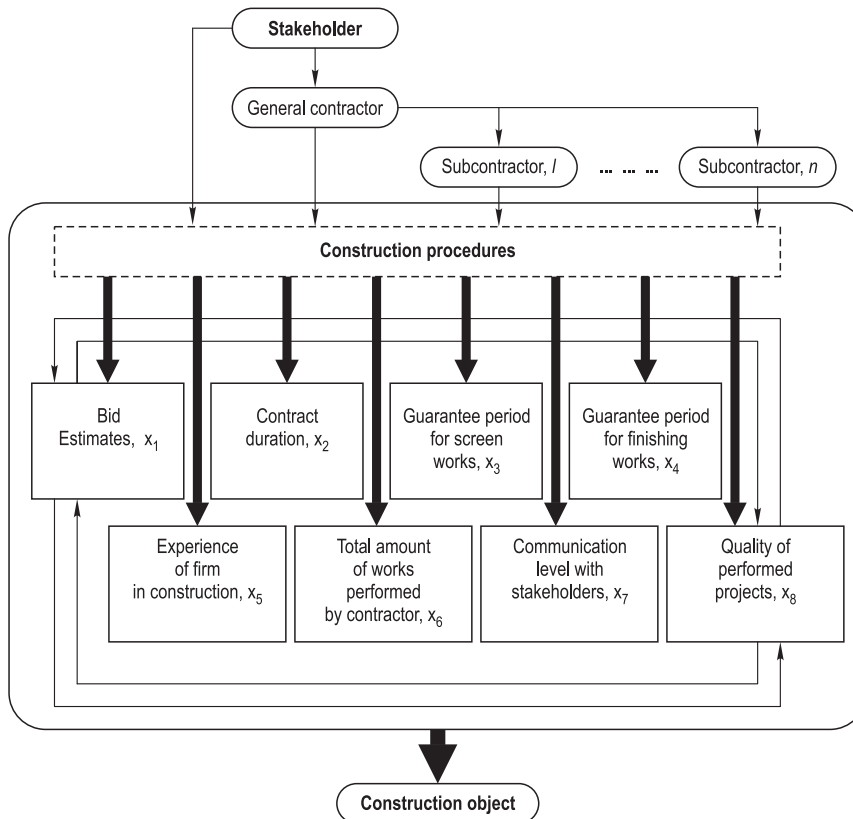 Stakeholder
General contractor
Subcontractor, l ... ... ... Subcontractor, n
Construction procedures
Bid
Estimates, x₁
Contract
duration, x₂
Guarantee period
for screen
works, x₃
Guarantee period
for finishing
works, x₄
Experience
of firm
in construction, x₅
Total amount
of works
performed
by contractor, x₆
Communication
level with
stakeholders, x₇
Quality of
performed
projects, x₈
Construction object